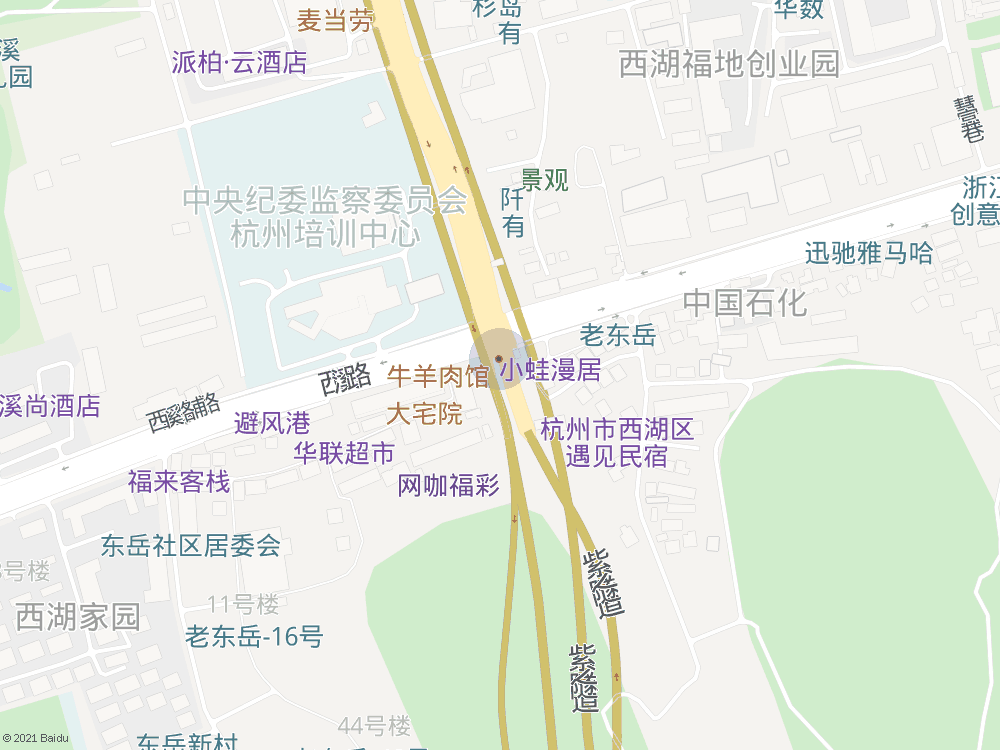 麦当劳
杉岛
有
华数
溪
儿园
派柏·云酒店
西湖福地创业园
慧巷
景观
阡
有
浙江
创意
中央纪委监察委员会
杭州培训中心
迅驰雅马哈
中国石化
老东岳
西溪路
牛羊肉馆
小蛙漫居
大宅院
溪尚酒店
西溪路辅路
避风港
杭州市西湖区
遇见民宿
华联超市
福来客栈
网咖福彩
东岳社区居委会
号楼
11号楼
西湖家园
老东岳-16号
紫之隧道
紫之隧道
44号楼
东岳新村
© 2021 Baidu